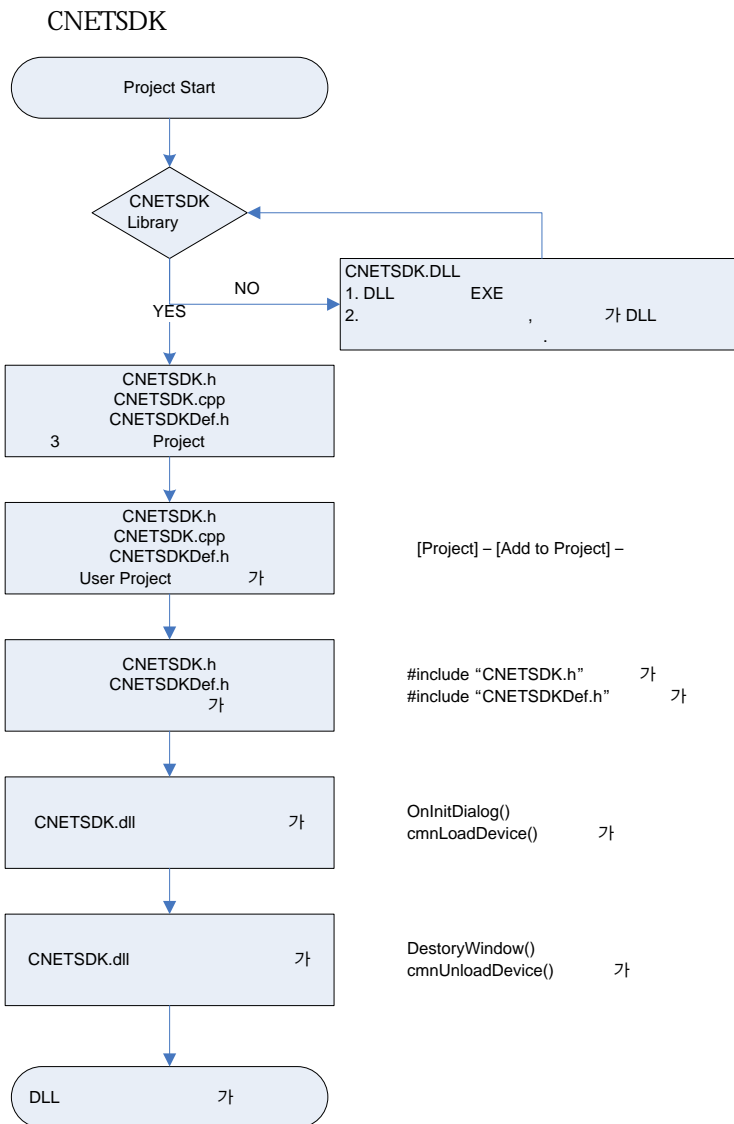 CNETSDK
Project Start
CNETSDK
Library
NO
YES
CNETSDK.DLL
1. DLL EXE
2. , 가 DLL
.
CNETSDK.h
CNETSDK.cpp
CNETSDKDef.h
3 Project
CNETSDK.h
CNETSDK.cpp
CNETSDKDef.h
User Project 가
[Project] – [Add to Project] –
CNETSDK.h
CNETSDKDef.h
가
#include “CNETSDK.h” 가
#include “CNETSDKDef.h” 가
CNETSDK.dll 가
OnInitDialog()
cmnLoadDevice() 가
CNETSDK.dll 가
DestoryWindow()
cmnUnloadDevice() 가
DLL 가